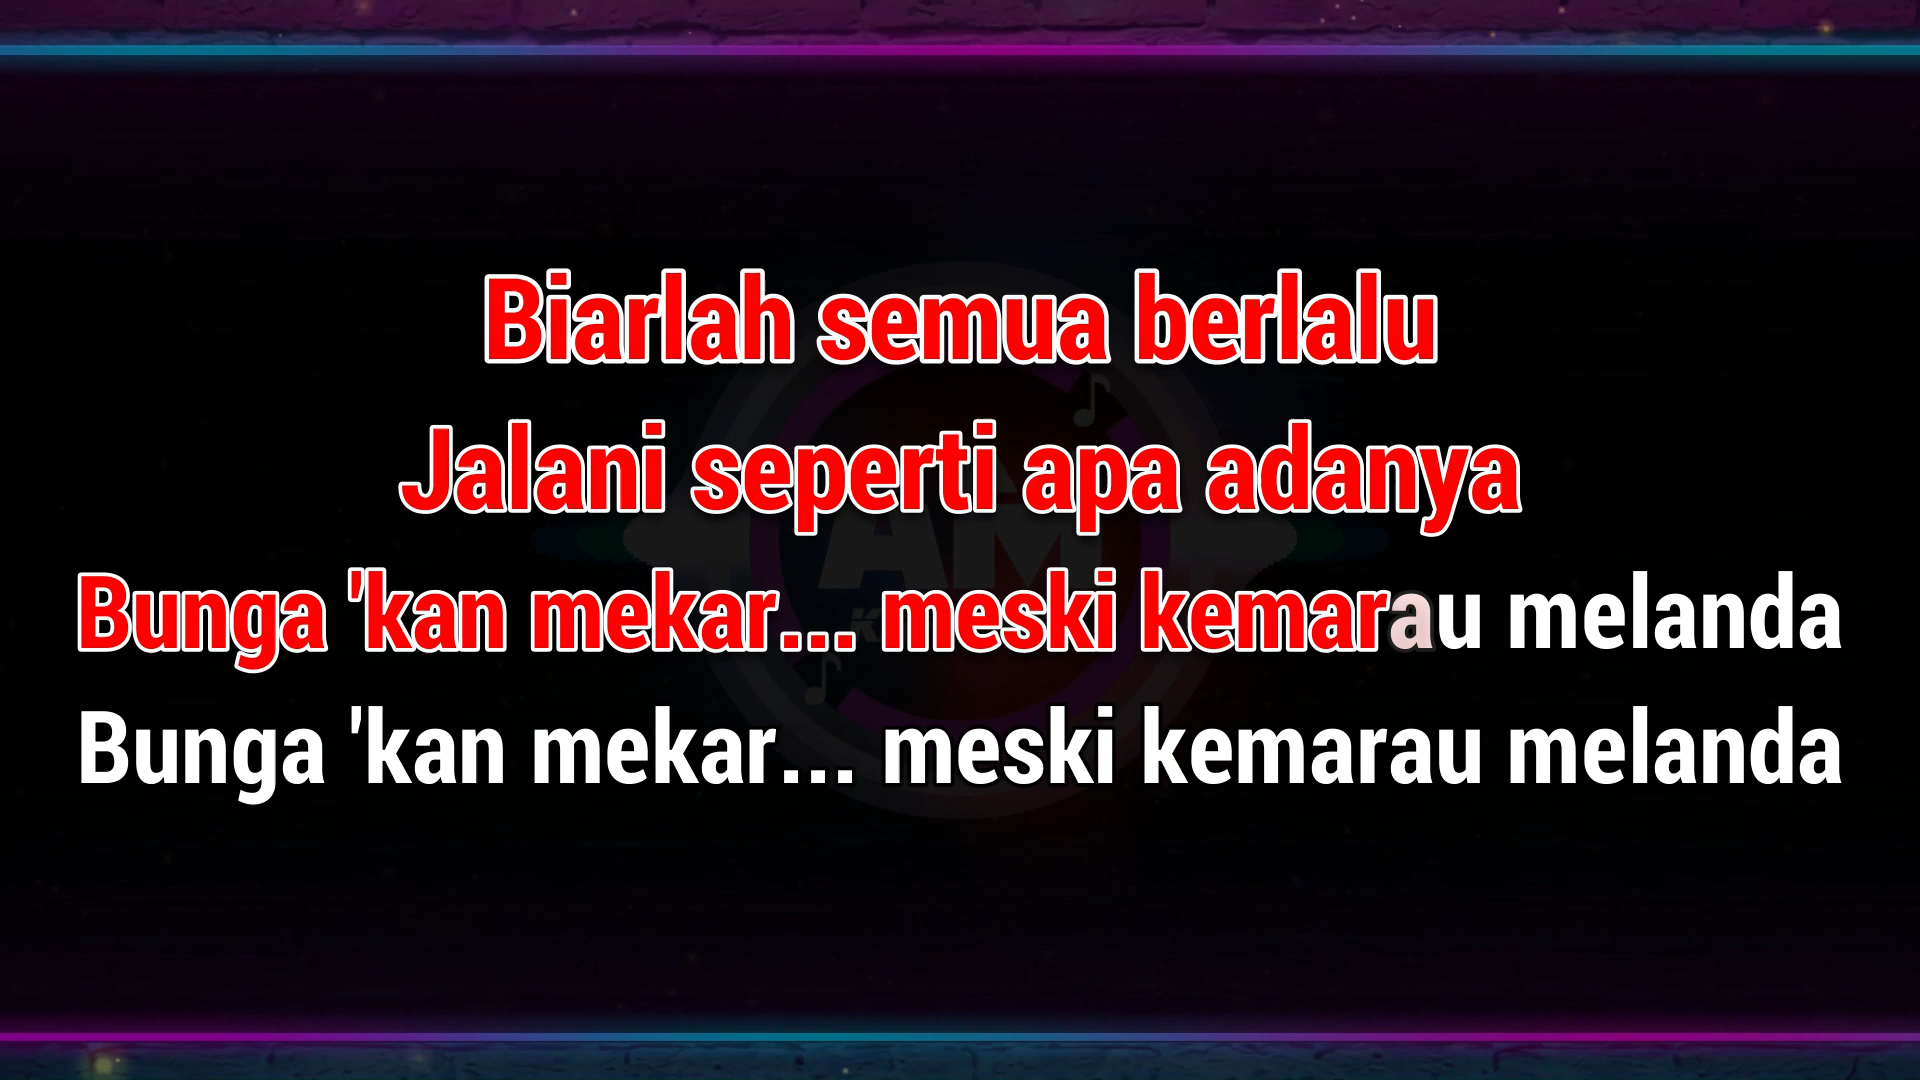 Biarlah semua berlalu
Jalani seperti apa adanya
Bunga 'kan mekar... meski kemarau melanda
Bunga 'kan mekar... meski kemarau melanda
AM